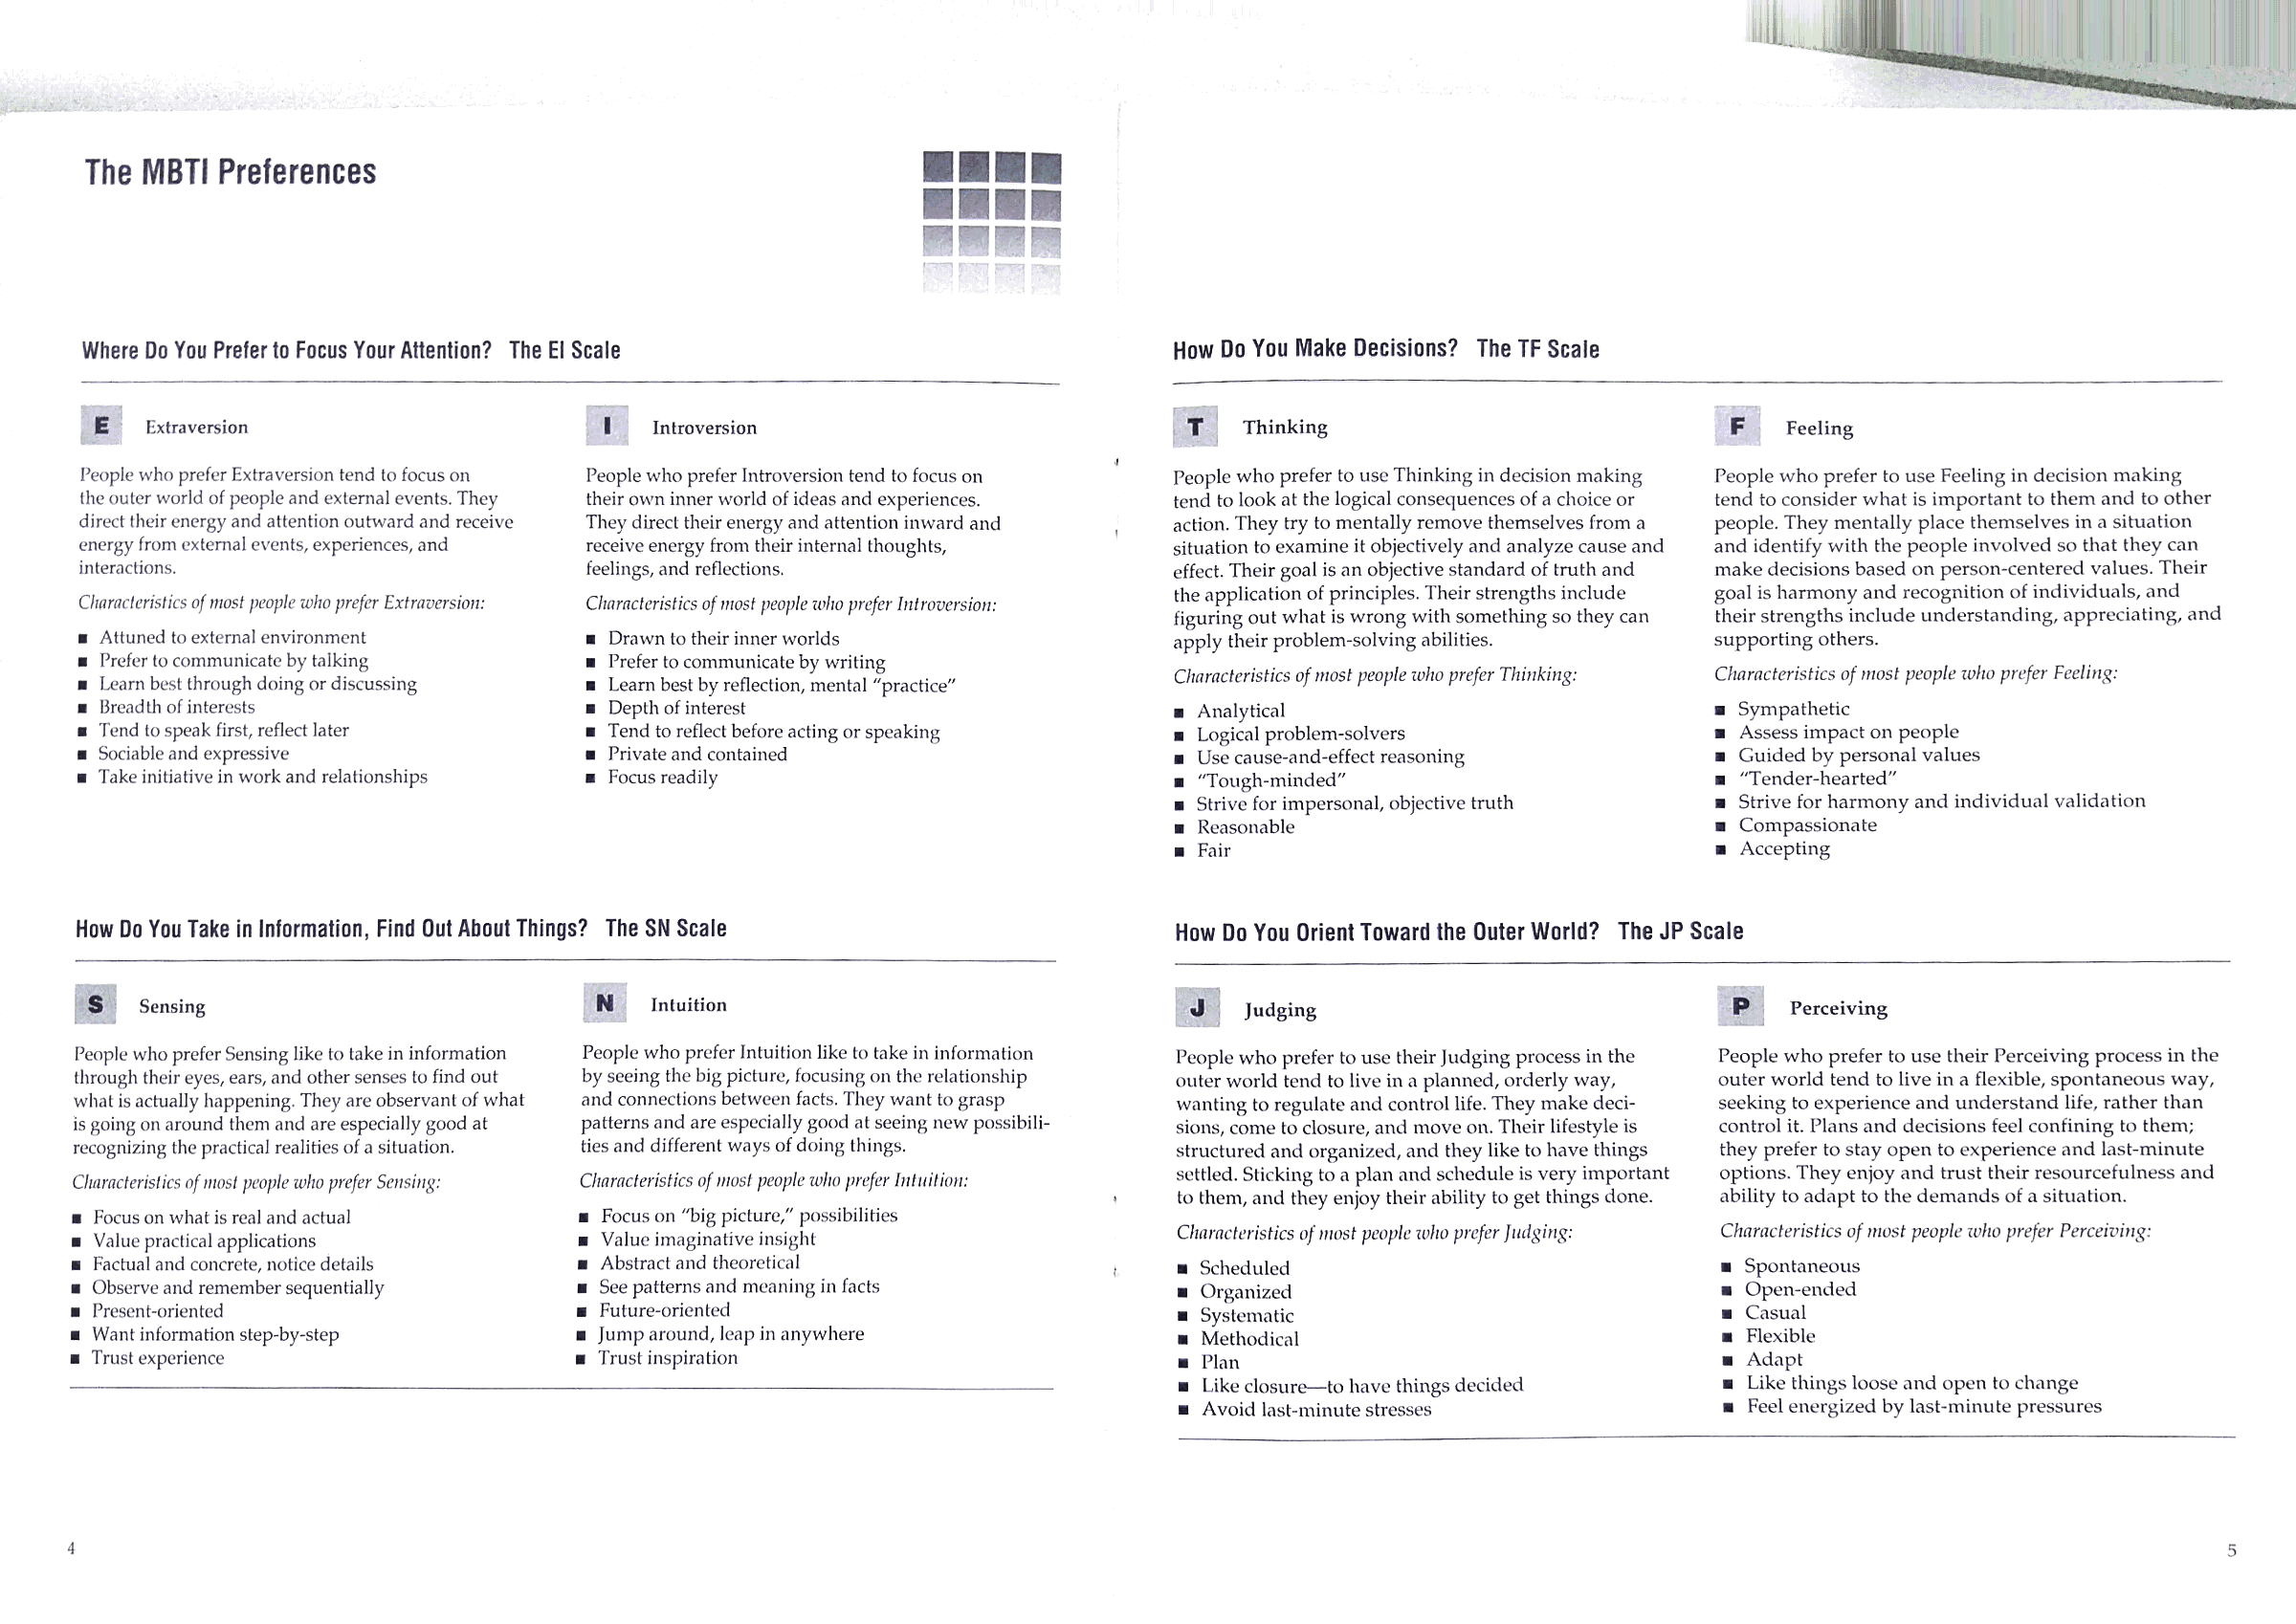 The MBTI Preferences
Where Do You Prefer to Focus Your Attention? The EI Scale
E Extraversion
People who prefer Extraversion tend to focus on
the outer world of people and external events. They
direct their energy and attention outward and receive
energy from external events, experiences, and
interactions.
Characteristics of most people who prefer Extraversion:
■ Attuned to external environment
■ Prefer to communicate by talking
■ Learn best through doing or discussing
■ Breadth of interests
■ Tend to speak first, reflect later
■ Sociable and expressive
■ Take initiative in work and relationships
I Introversion
People who prefer Introversion tend to focus on
their own inner world of ideas and experiences.
They direct their energy and attention inward and
receive energy from their internal thoughts,
feelings, and reflections.
Characteristics of most people who prefer Introversion:
■ Drawn to their inner worlds
■ Prefer to communicate by writing
■ Learn best by reflection, mental "practice"
■ Depth of interest
■ Tend to reflect before acting or speaking
■ Private and contained
■ Focus readily
How Do You Take in Information, Find Out About Things? The SN Scale
S Sensing
People who prefer Sensing like to take in information
through their eyes, ears, and other senses to find out
what is actually happening. They are observant of what
is going on around them and are especially good at
recognizing the practical realities of a situation.
Characteristics of most people who prefer Sensing:
■ Focus on what is real and actual
■ Value practical applications
■ Factual and concrete, notice details
■ Observe and remember sequentially
■ Present-oriented
■ Want information step-by-step
■ Trust experience
N Intuition
People who prefer Intuition like to take in information
by seeing the big picture, focusing on the relationship
and connections between facts. They want to grasp
patterns and are especially good at seeing new possibili-
ties and different ways of doing things.
Characteristics of most people who prefer Intuition:
■ Focus on "big picture," possibilities
■ Value imaginative insight
■ Abstract and theoretical
■ See patterns and meaning in facts
■ Future-oriented
■ Jump around, leap in anywhere
■ Trust inspiration
4
How Do You Make Decisions? The TF Scale
T Thinking
People who prefer to use Thinking in decision making
tend to look at the logical consequences of a choice or
action. They try to mentally remove themselves from a
situation to examine it objectively and analyze cause and
effect. Their goal is an objective standard of truth and
the application of principles. Their strengths include
figuring out what is wrong with something so they can
apply their problem-solving abilities.
Characteristics of most people who prefer Thinking:
■ Analytical
■ Logical problem-solvers
■ Use cause-and-effect reasoning
■ "Tough-minded"
■ Strive for impersonal, objective truth
■ Reasonable
■ Fair
F Feeling
People who prefer to use Feeling in decision making
tend to consider what is important to them and to other
people. They mentally place themselves in a situation
and identify with the people involved so that they can
make decisions based on person-centered values. Their
goal is harmony and recognition of individuals, and
their strengths include understanding, appreciating, and
supporting others.
Characteristics of most people who prefer Feeling:
■ Sympathetic
■ Assess impact on people
■ Guided by personal values
■ "Tender-hearted"
■ Strive for harmony and individual validation
■ Compassionate
■ Accepting
How Do You Orient Toward the Outer World? The JP Scale
J Judging
People who prefer to use their Judging process in the
outer world tend to live in a planned, orderly way,
wanting to regulate and control life. They make deci-
sions, come to closure, and move on. Their lifestyle is
structured and organized, and they like to have things
settled. Sticking to a plan and schedule is very important
to them, and they enjoy their ability to get things done.
Characteristics of most people who prefer Judging:
■ Scheduled
■ Organized
■ Systematic
■ Methodical
■ Plan
■ Like closure—to have things decided
■ Avoid last-minute stresses
P Perceiving
People who prefer to use their Perceiving process in the
outer world tend to live in a flexible, spontaneous way,
seeking to experience and understand life, rather than
control it. Plans and decisions feel confining to them;
they prefer to stay open to experience and last-minute
options. They enjoy and trust their resourcefulness and
ability to adapt to the demands of a situation.
Characteristics of most people who prefer Perceiving:
■ Spontaneous
■ Open-ended
■ Casual
■ Flexible
■ Adapt
■ Like things loose and open to change
■ Feel energized by last-minute pressures
5